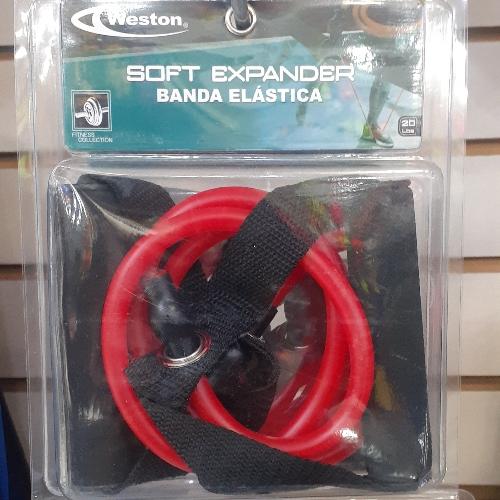 Weston®
SOFT EXPANDER
BANDA ELÁSTICA
FITNESS
COLLECTION
20
Lbs